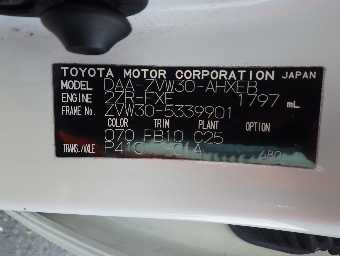 TOYOTA MOTOR CORPORATION JAPAN
MODEL DAA-ZVW30-AHXEB
ENGINE 2ZR-FXE 1797 mL
FRAME No. ZVW30-5339901
COLOR TRIM PLANT OPTION
070 FB10 C25
TRANS./AXLE P410 A